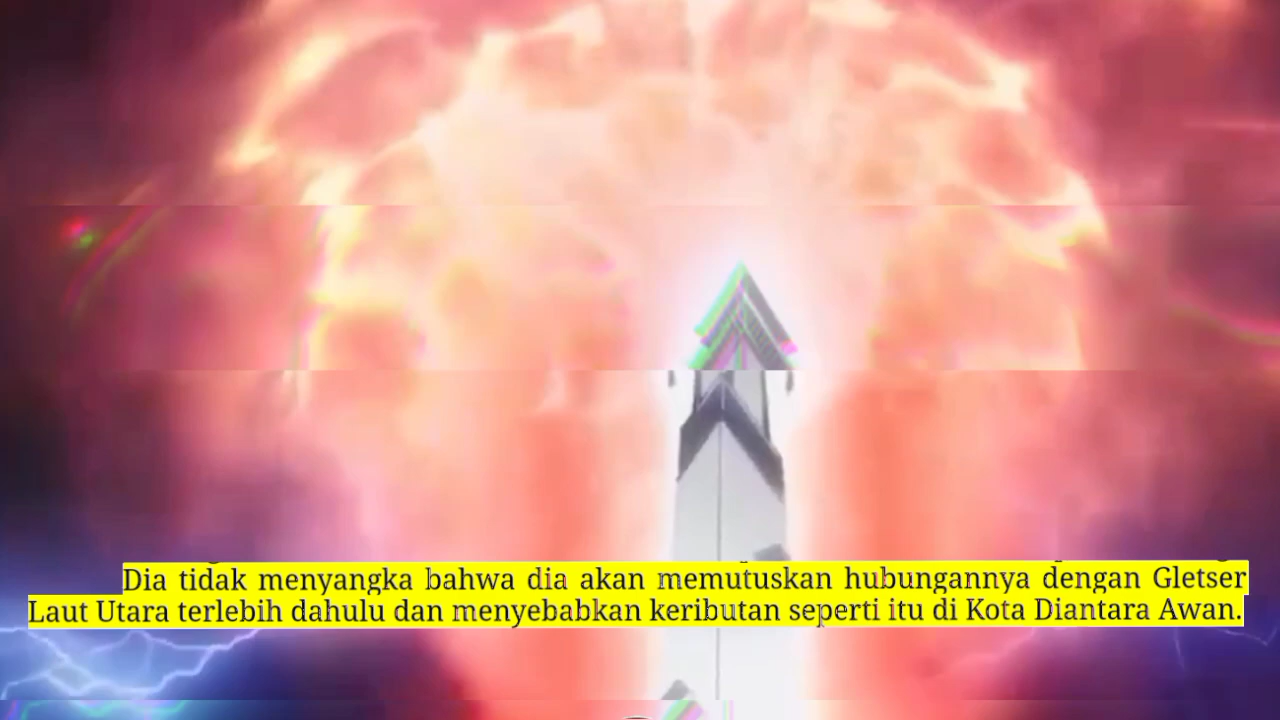 Dia tidak menyangka bahwa dia akan memutuskan hubungannya dengan Gletser
Laut Utara terlebih dahulu dan menyebabkan keributan seperti itu di Kota Diantara Awan.